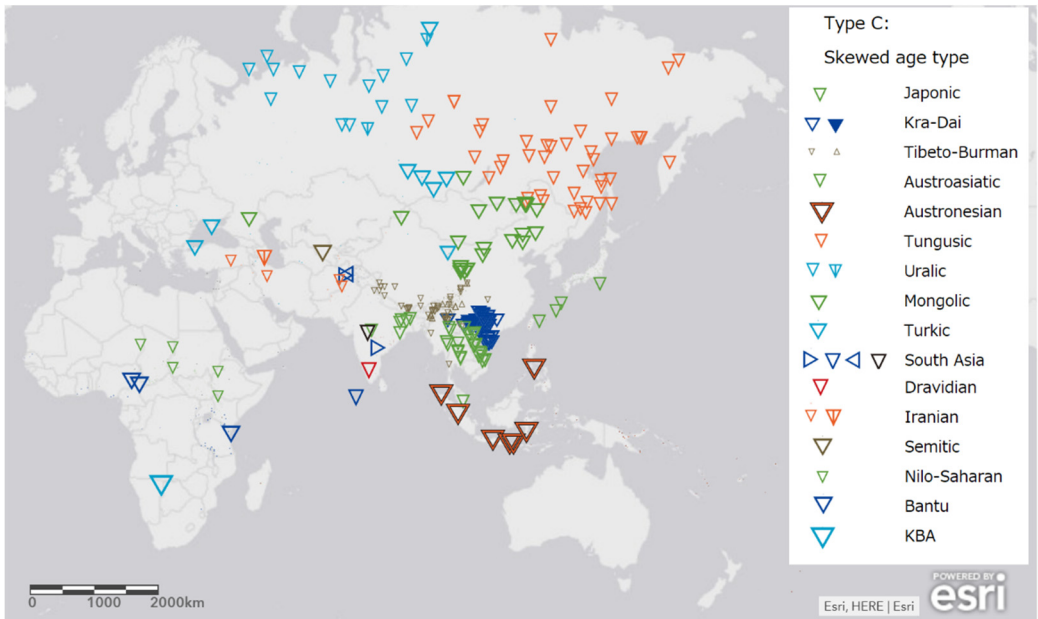 Type C:
Skewed age type
Japonic
Kra-Dai
Tibeto-Burman
Austroasiatic
Austronesian
Tungusic
Uralic
Mongolic
Turkic
South Asia
Dravidian
Iranian
Semitic
Nilo-Saharan
Bantu
KBA
0 1000 2000km
Esri, HERE | Esri
POWERED BY
esri